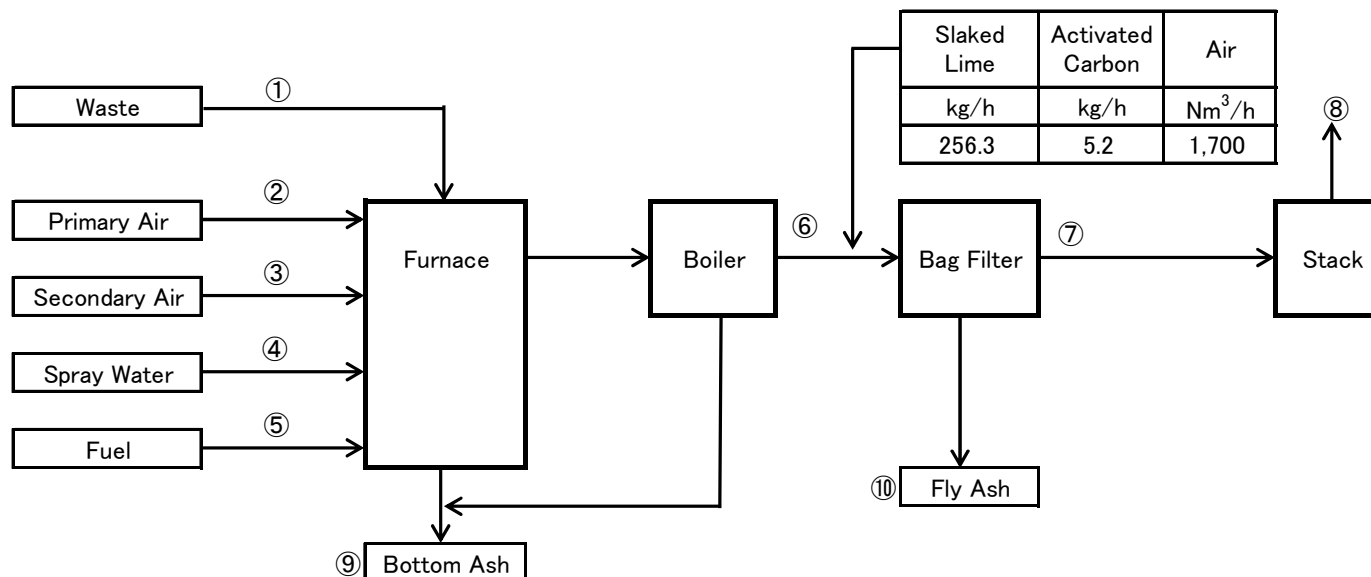 Slaked Lime
Activated Carbon
Air
kg/h
kg/h
Nm³/h
256.3
5.2
1,700
Waste
①
Primary Air
②
Secondary Air
③
Spray Water
④
Fuel
⑤
Furnace
Boiler
⑥
Bag Filter
⑦
Stack
⑧
⑩
Fly Ash
⑨
Bottom Ash